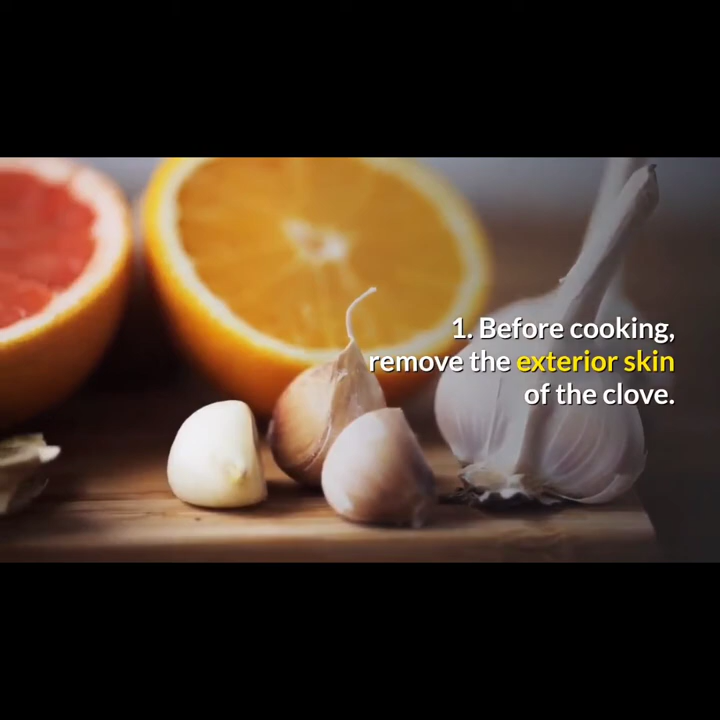 1. Before cooking,
remove the exterior skin
of the clove.